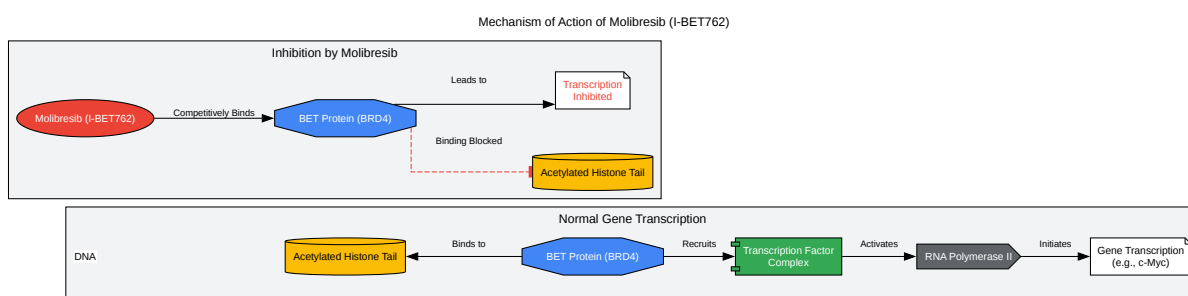 Mechanism of Action of Molibresib (I-BET762)
Inhibition by Molibresib
Molibresib (I-BET762)
Competitively Binds
BET Protein (BRD4)
Leads to
Transcription
Inhibited
Binding Blocked
Acetylated Histone Tail
Normal Gene Transcription
DNA
Acetylated Histone Tail
Binds to
BET Protein (BRD4)
Recruits
Transcription Factor
Complex
Activates
RNA Polymerase II
Initiates
Gene Transcription
(e.g., c-Myc)